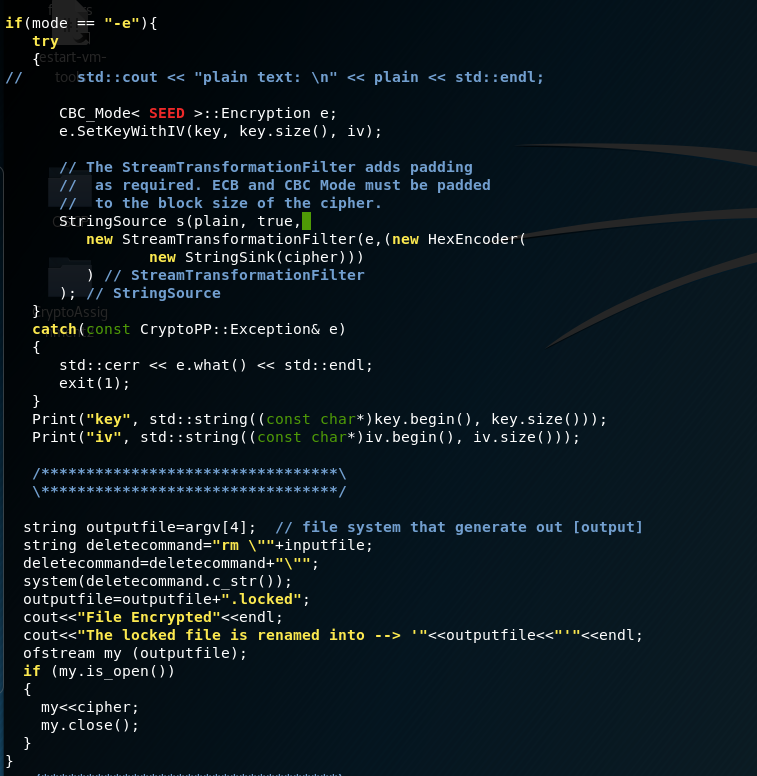 if(mode == "-e"){
   try
   {
//      std::cout << "plain text: \n" << plain << std::endl;
      CBC_Mode< SEED >::Encryption e;
      e.SetKeyWithIV(key, key.size(), iv);
      // The StreamTransformationFilter adds padding
      //  as required. ECB and CBC Mode must be padded
      //  to the block size of the cipher.
      StringSource s(plain, true,
         new StreamTransformationFilter(e,(new HexEncoder(
                new StringSink(cipher)))
         ) // StreamTransformationFilter
      ); // StringSource
   }
   catch(const CryptoPP::Exception& e)
   {
      std::cerr << e.what() << std::endl;
      exit(1);
   }
   Print("key", std::string((const char*)key.begin(), key.size()));
   Print("iv", std::string((const char*)iv.begin(), iv.size()));
   /*********************************\
   \*********************************/
  string outputfile=argv[4];  // file system that generate out [output]
  string deletecommand="rm \""+inputfile;
  deletecommand=deletecommand+"\"";
  system(deletecommand.c_str());
  outputfile=outputfile+".locked";
  cout<<"File Encrypted"<<endl;
  cout<<"The locked file is renamed into --> '"<<outputfile<<"'"<<endl;
  ofstream my (outputfile);
  if (my.is_open())
  {
    my<<cipher;
    my.close();
  }
}